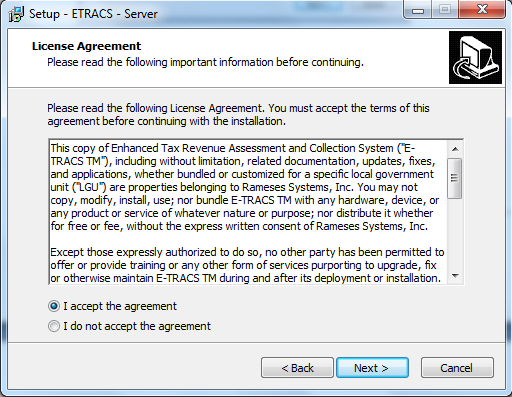 Setup - ETRACS - Server
License Agreement
Please read the following important information before continuing.
Please read the following License Agreement. You must accept the terms of this
agreement before continuing with the installation.
This copy of Enhanced Tax Revenue Assessment and Collection System ("E-
TRACS TM"), including without limitation, related documentation, updates, fixes,
and applications, whether bundled or customized for a specific local government
unit ("LGU") are properties belonging to Rameses Systems, Inc. You may not
copy, modify, install, use; nor bundle E-TRACS TM with any hardware, device, or
any product or service of whatever nature or purpose; nor distribute it whether
for free or fee, without the express written consent of Rameses Systems, Inc.
Except those expressly authorized to do so, no other party has been permitted to
offer or provide training or any other form of services purporting to upgrade, fix
or otherwise maintain E-TRACS TM during and after its deployment or installation.
I accept the agreement
I do not accept the agreement
< Back
Next >
Cancel